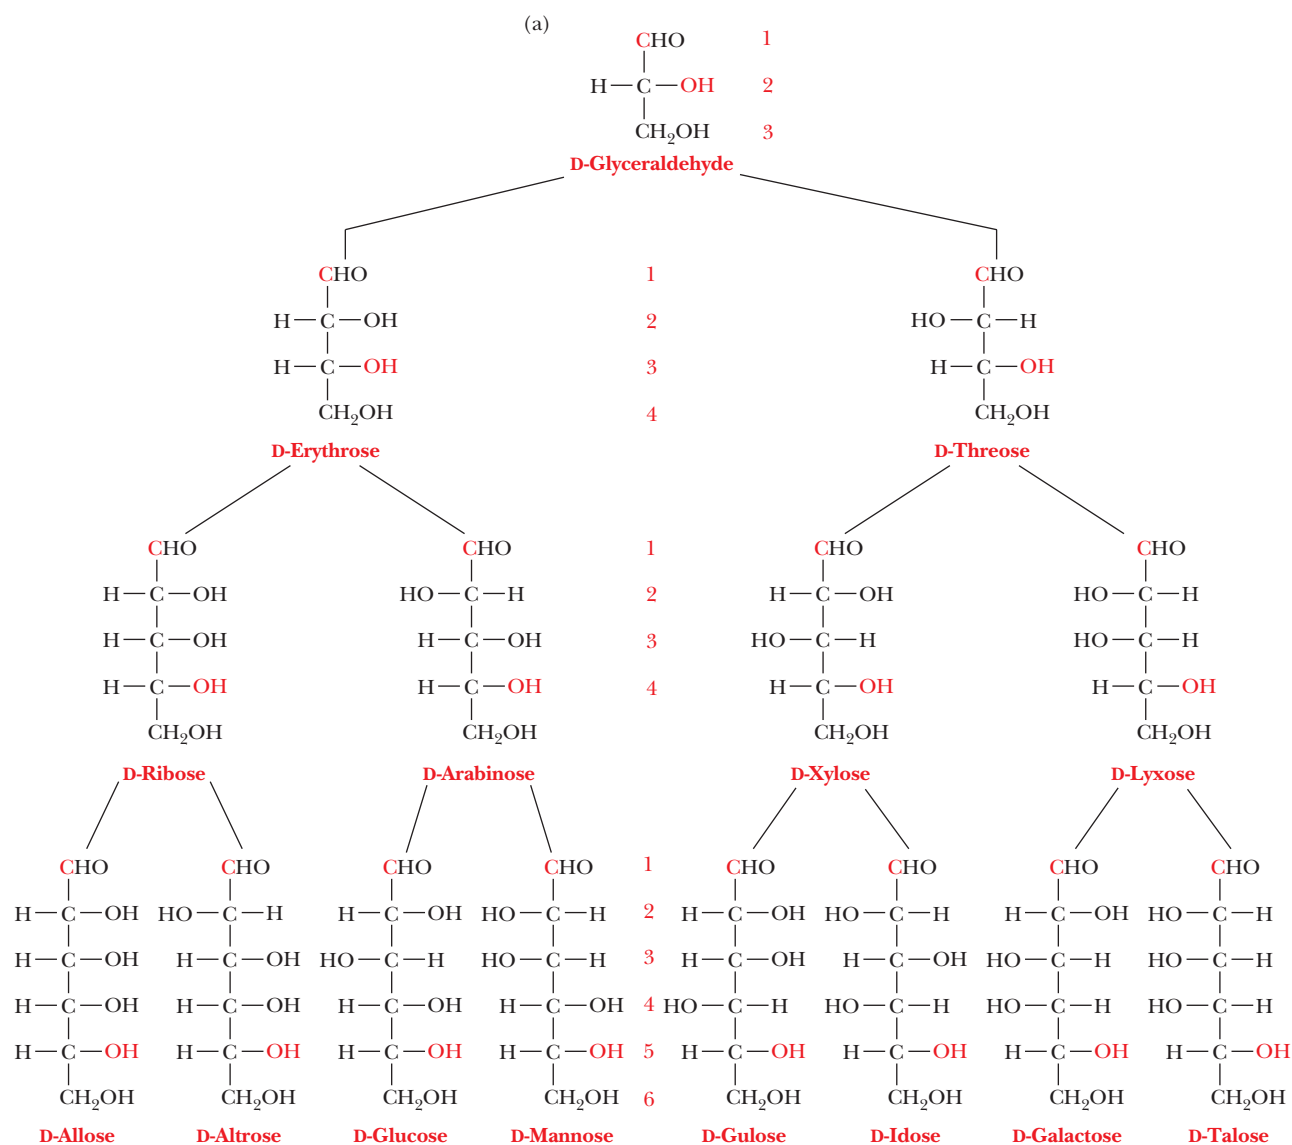 (a)
CHO 1
H C OH 2
CH₂OH 3
D-Glyceraldehyde
CHO 1 CHO
H C OH 2 HO C H
H C OH 3 H C OH
CH₂OH 4 CH₂OH
D-Erythrose D-Threose
CHO CHO 1 CHO CHO
H C OH HO C H 2 H C OH HO C H
H C OH H C OH 3 HO C H HO C H
H C OH H C OH 4 H C OH H C OH
CH₂OH CH₂OH CH₂OH CH₂OH
D-Ribose D-Arabinose D-Xylose D-Lyxose
CHO CHO CHO CHO 1 CHO CHO CHO CHO
H C OH HO C H H C OH HO C H 2 H C OH HO C H H C OH HO C H
H C OH H C OH HO C H HO C H 3 H C OH H C OH HO C H HO C H
H C OH H C OH H C OH H C OH 4 HO C H HO C H HO C H HO C H
H C OH H C OH H C OH H C OH 5 H C OH H C OH H C OH H C OH
CH₂OH CH₂OH CH₂OH CH₂OH 6 CH₂OH CH₂OH CH₂OH CH₂OH
D-Allose D-Altrose D-Glucose D-Mannose D-Gulose D-Idose D-Galactose D-Talose